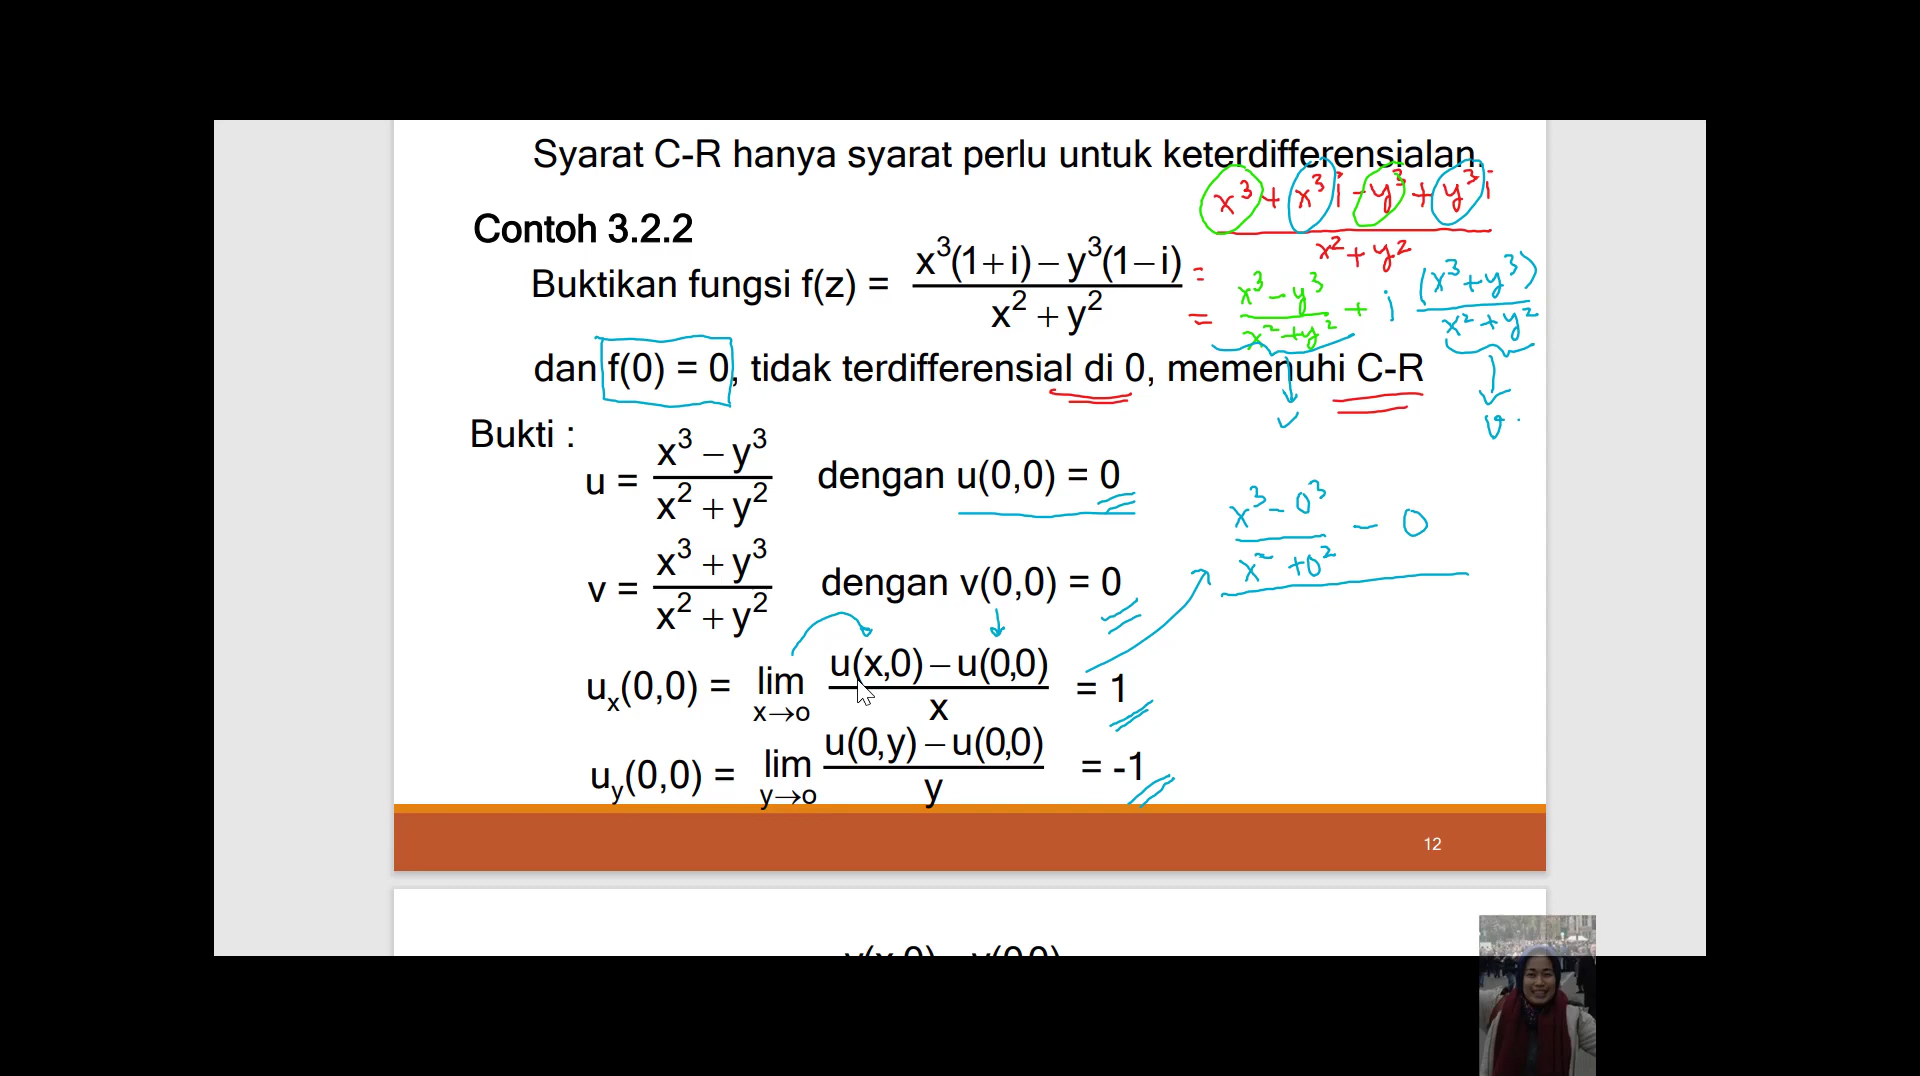 Syarat C-R hanya syarat perlu untuk keterdifferensialan.
x³ + x³i - y³ + y³i
x² + y²
Contoh 3.2.2
Buktikan fungsi f(z) = x³(1+i) − y³(1−i) / x² + y² =
= x³ - y³ / x² + y² + i (x³ + y³) / x² + y²
dan f(0) = 0, tidak terdifferensial di 0, memenuhi C-R
v.
Bukti :
u = x³ − y³ / x² + y² dengan u(0,0) = 0
x³ - 0³ / x² + 0² - 0
v = x³ + y³ / x² + y² dengan v(0,0) = 0
uₓ(0,0) = lim x→o u(x,0) − u(0,0) / x = 1
u_y(0,0) = lim y→o u(0,y) − u(0,0) / y = -1
12